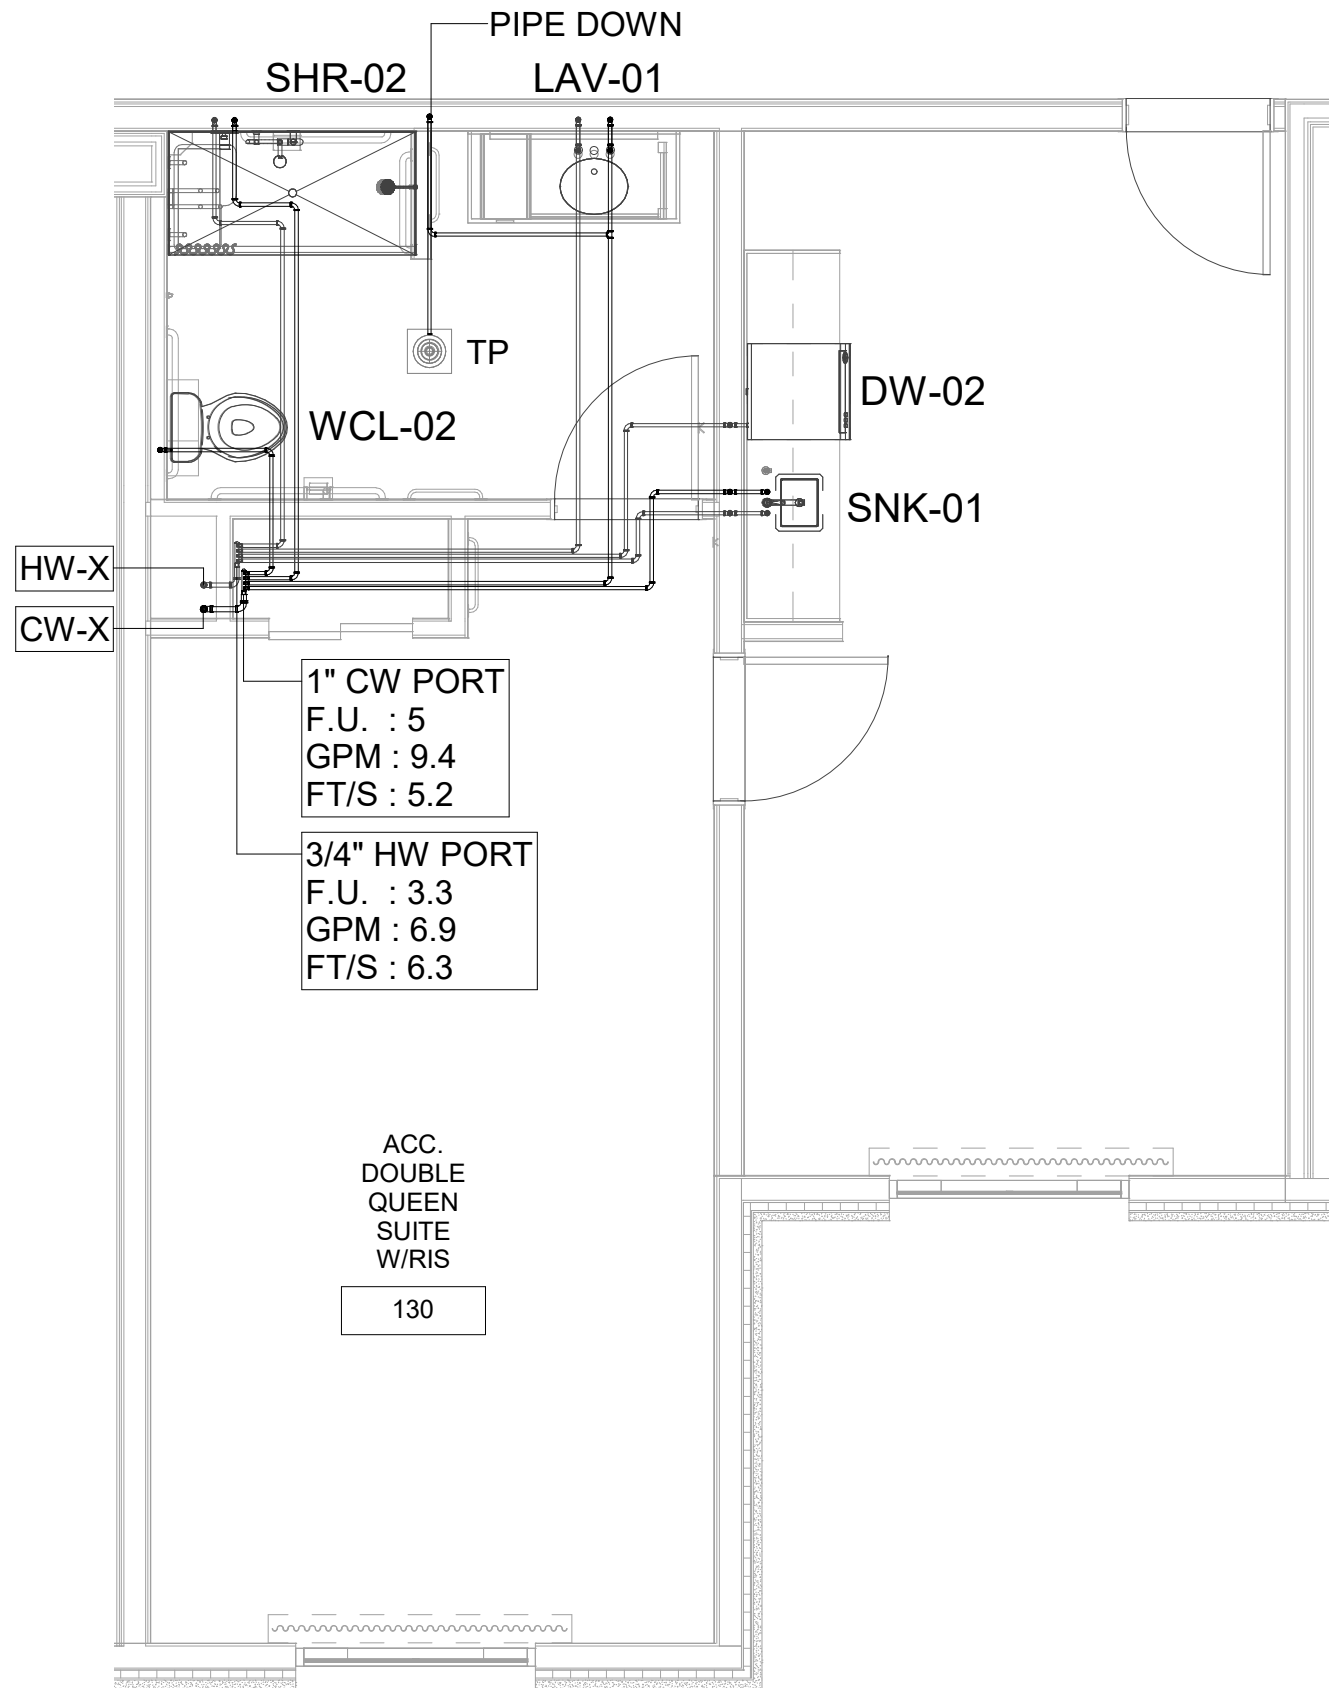 PIPE DOWN
SHR-02
LAV-01
TP
DW-02
WCL-02
SNK-01
HW-X
CW-X
1" CW PORT
F.U. : 5
GPM : 9.4
FT/S : 5.2
3/4" HW PORT
F.U. : 3.3
GPM : 6.9
FT/S : 6.3
ACC.
DOUBLE
QUEEN
SUITE
W/RIS
130